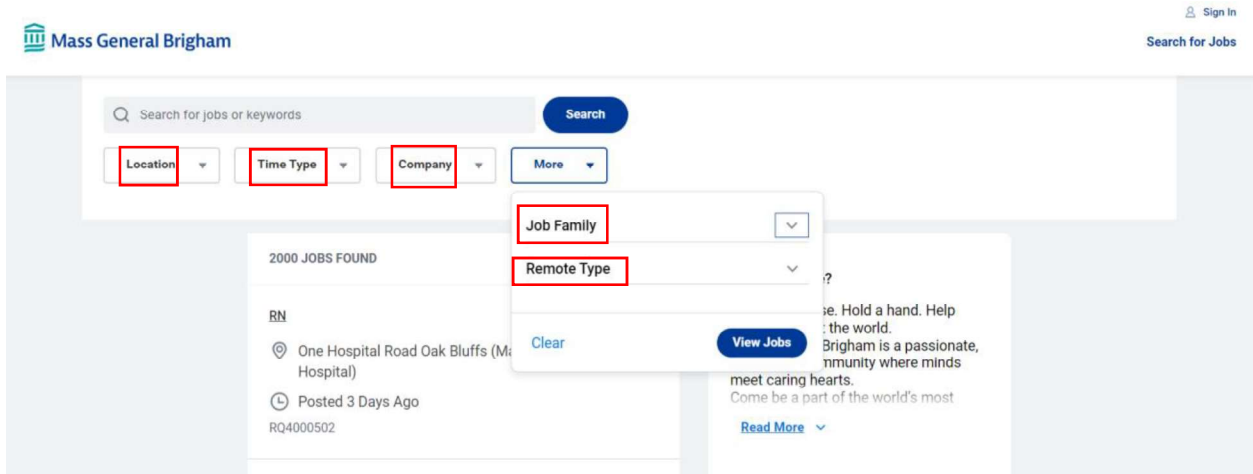 Sign In
Mass General Brigham
Search for Jobs
Search for jobs or keywords
Search
Location
Time Type
Company
More
Job Family
Remote Type
Clear
View Jobs
2000 JOBS FOUND
RN
One Hospital Road Oak Bluffs (Ma
Hospital)
Posted 3 Days Ago
RQ4000502
?
se. Hold a hand. Help
the world.
Brigham is a passionate,
mmunity where minds
meet caring hearts.
Come be a part of the world's most
Read More